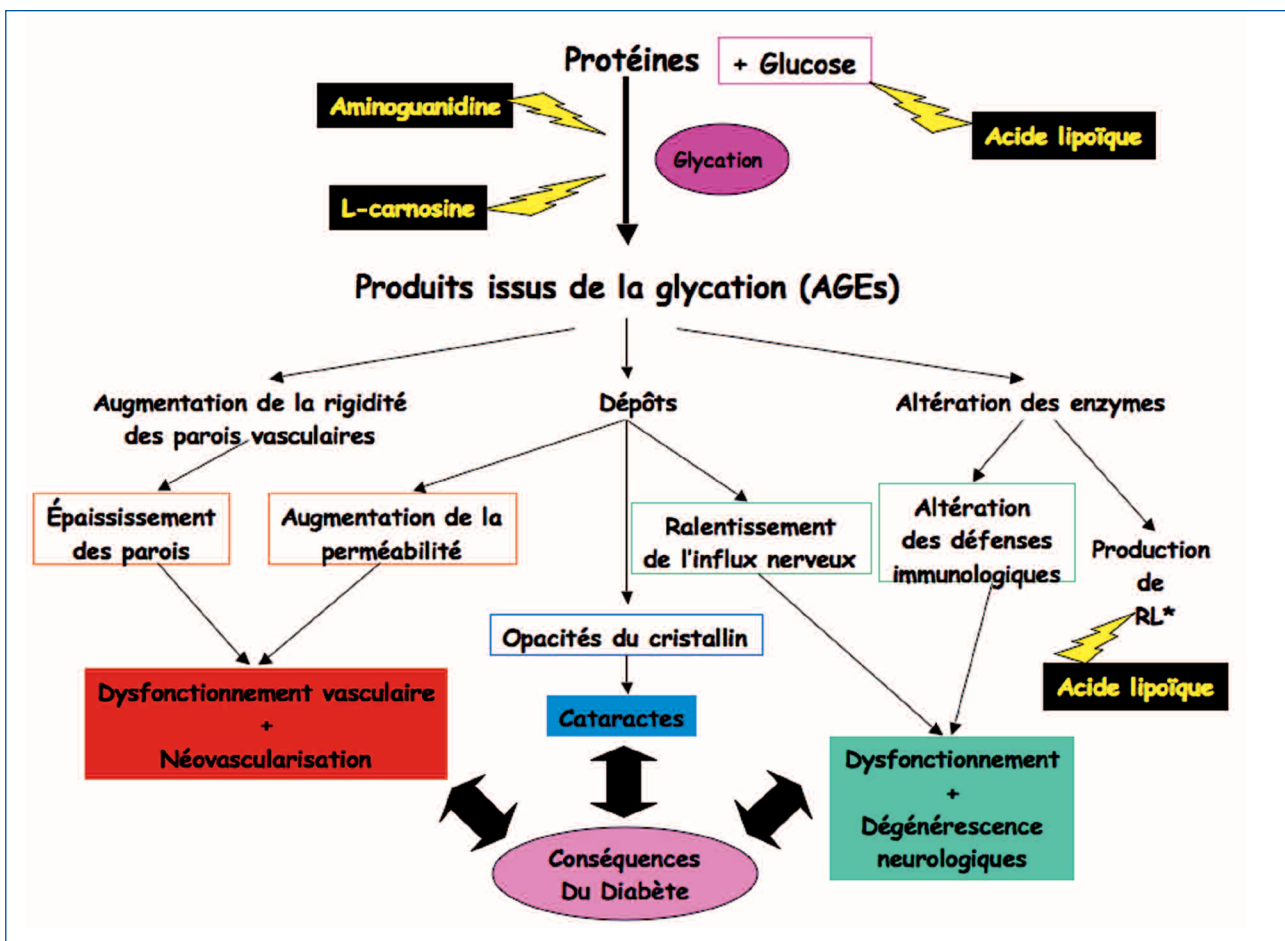 Protéines
+ Glucose
Aminoguanidine
Acide lipoïque
Glycation
L-carnosine
Produits issus de la glycation (AGEs)
Augmentation de la rigidité
des parois vasculaires
Dépôts
Altération des enzymes
Épaississement
des parois
Augmentation de la
perméabilité
Ralentissement
de l'influx nerveux
Altération
des défenses
immunologiques
Production
de
RL*
Opacités du cristallin
Acide lipoïque
Dysfonctionnement vasculaire
+
Néovascularisation
Cataractes
Dysfonctionnement
+
Dégénérescence
neurologiques
Conséquences
Du Diabète